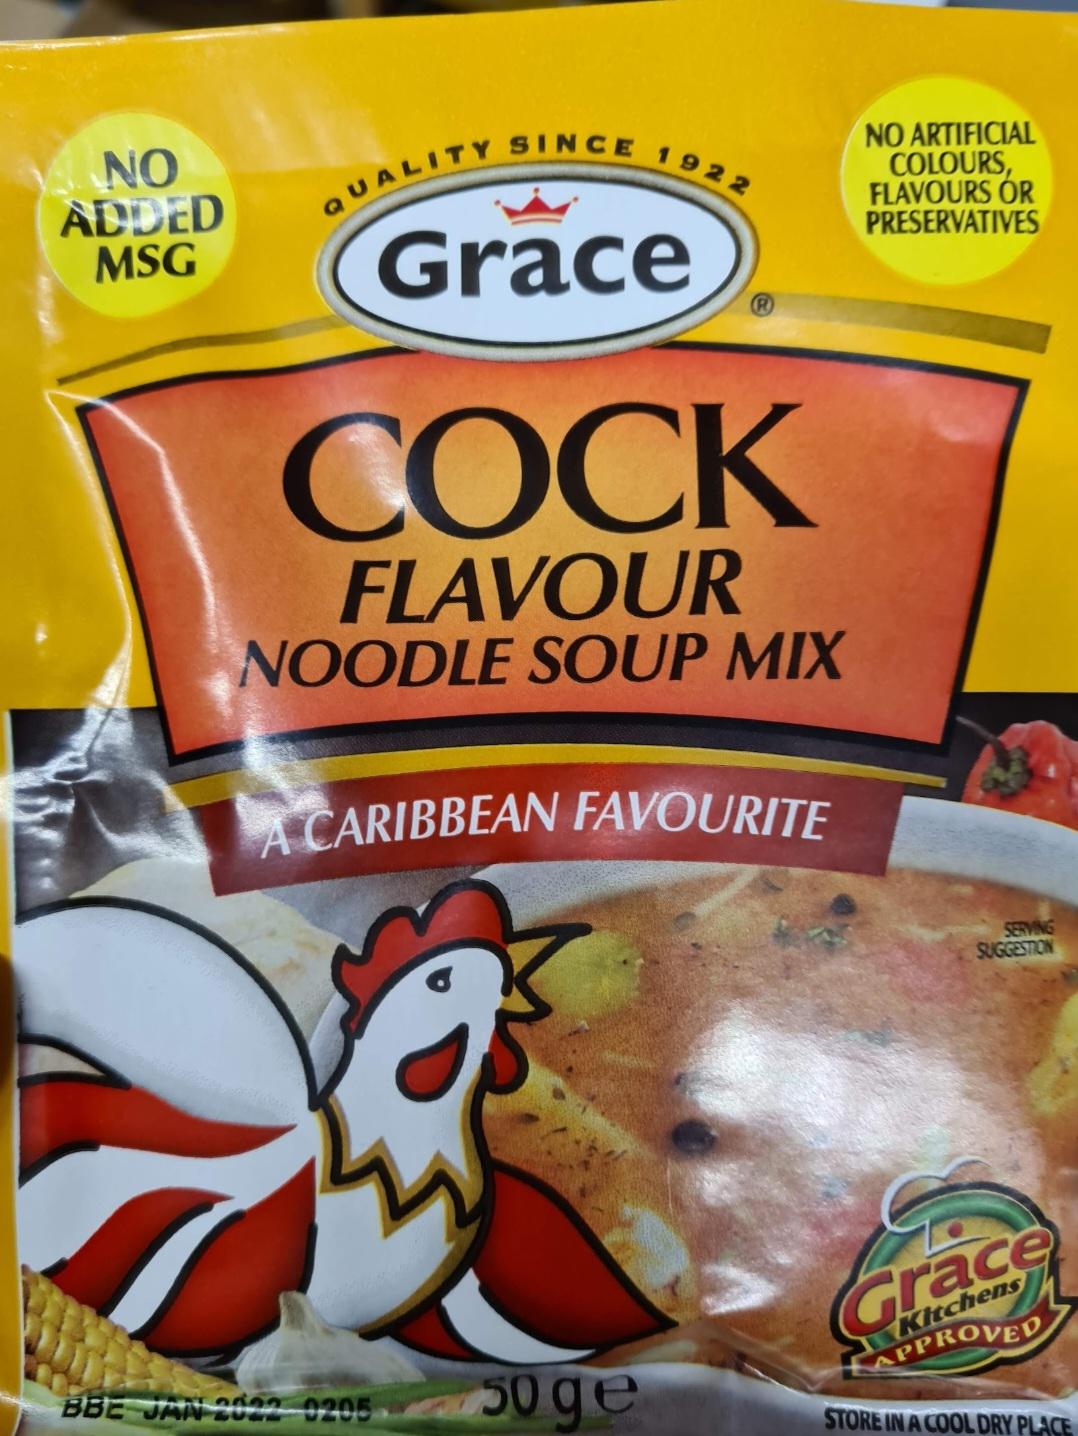 QUALITY SINCE 1922
Grace
®
NO
ADDED
MSG
NO ARTIFICIAL
COLOURS,
FLAVOURS OR
PRESERVATIVES
COCK
FLAVOUR
NOODLE SOUP MIX
A CARIBBEAN FAVOURITE
SERVING
SUGGESTION
Grace
Kitchens
APPROVED
BBE JAN 2022 0205
50 g e
STORE IN A COOL DRY PLACE